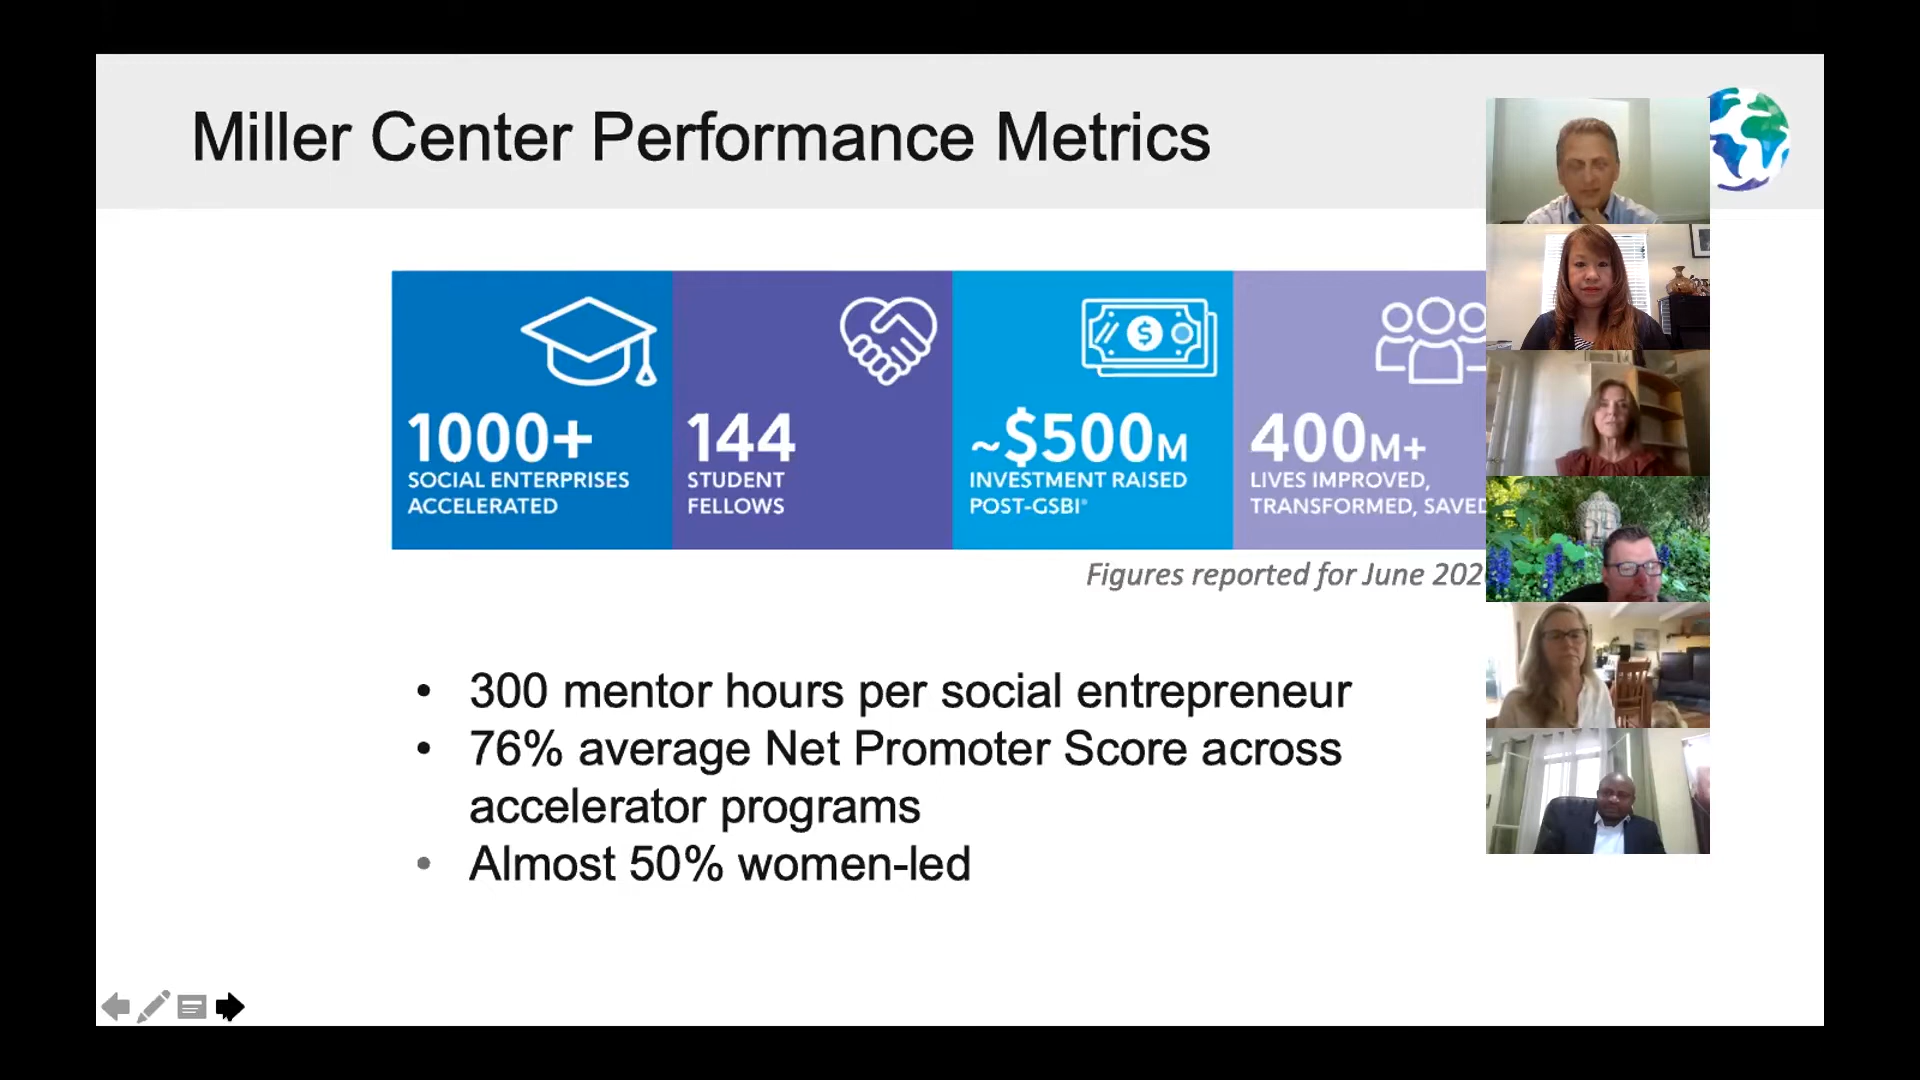 Miller Center Performance Metrics
1000+
SOCIAL ENTERPRISES
ACCELERATED
144
STUDENT
FELLOWS
~$500M
INVESTMENT RAISED
POST-GSBI®
400M+
LIVES IMPROVED,
TRANSFORMED, SAVED
Figures reported for June 202
• 300 mentor hours per social entrepreneur
• 76% average Net Promoter Score across
accelerator programs
• Almost 50% women-led